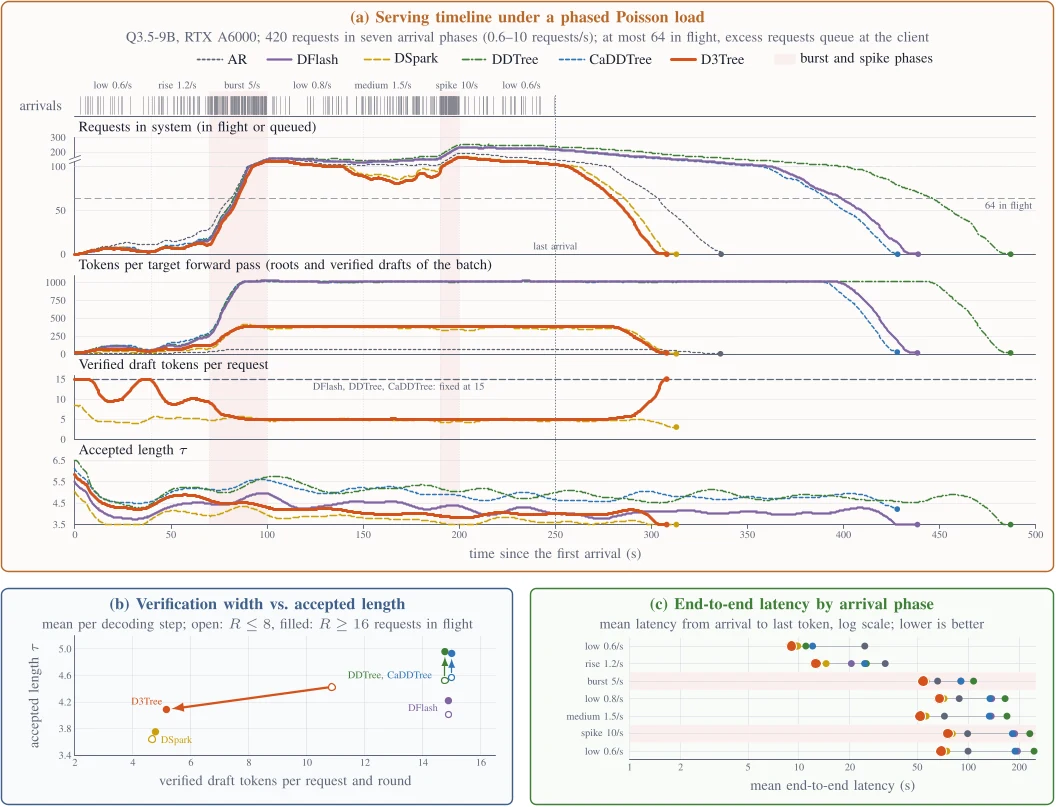 (a) Serving timeline under a phased Poisson load
Q3.5-9B, RTX A6000; 420 requests in seven arrival phases (0.6–10 requests/s); at most 64 in flight, excess requests queue at the client
AR DFlash DSpark DDTree CaDDTree D3Tree burst and spike phases
low 0.6/s rise 1.2/s burst 5/s low 0.8/s medium 1.5/s spike 10/s low 0.6/s
arrivals
Requests in system (in flight or queued)
300
200
100
50
0
64 in flight
last arrival
Tokens per target forward pass (roots and verified drafts of the batch)
1000
750
500
250
0
Verified draft tokens per request
15
10
5
0
DFlash, DDTree, CaDDTree: fixed at 15
Accepted length τ
6.5
5.5
4.5
3.5
0 50 100 150 200 250 300 350 400 450 500
time since the first arrival (s)
(b) Verification width vs. accepted length
mean per decoding step; open: R ≤ 8, filled: R ≥ 16 requests in flight
accepted length τ
5.0
4.6
4.2
3.8
3.4
DDTree, CaDDTree
D3Tree
DFlash
DSpark
2 4 6 8 10 12 14 16
verified draft tokens per request and round
(c) End-to-end latency by arrival phase
mean latency from arrival to last token, log scale; lower is better
low 0.6/s
rise 1.2/s
burst 5/s
low 0.8/s
medium 1.5/s
spike 10/s
low 0.6/s
1 2 5 10 20 50 100 200
mean end-to-end latency (s)